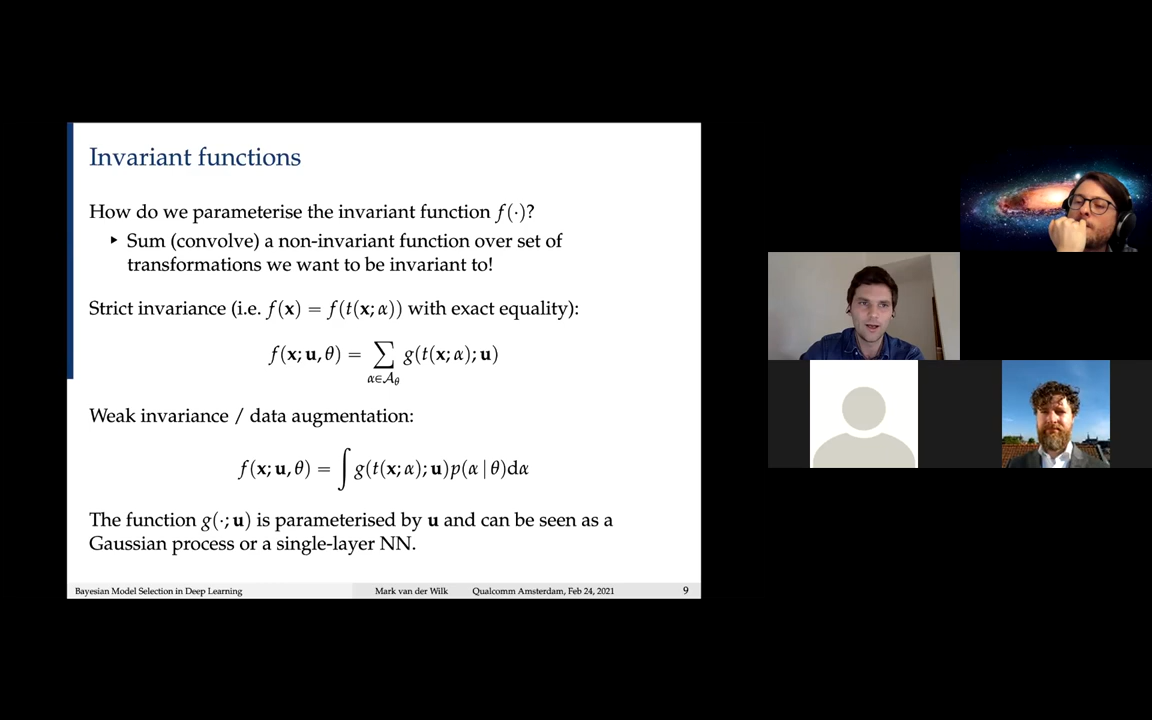 Invariant functions
How do we parameterise the invariant function f(·)?
▸ Sum (convolve) a non-invariant function over set of
transformations we want to be invariant to!
Strict invariance (i.e. f(x) = f(t(x; α)) with exact equality):
f(x; u, θ) = ∑_{α∈𝒜_θ} g(t(x; α); u)
Weak invariance / data augmentation:
f(x; u, θ) = ∫ g(t(x; α); u)p(α | θ)dα
The function g(·; u) is parameterised by u and can be seen as a
Gaussian process or a single-layer NN.
Bayesian Model Selection in Deep Learning Mark van der Wilk Qualcomm Amsterdam, Feb 24, 2021 9